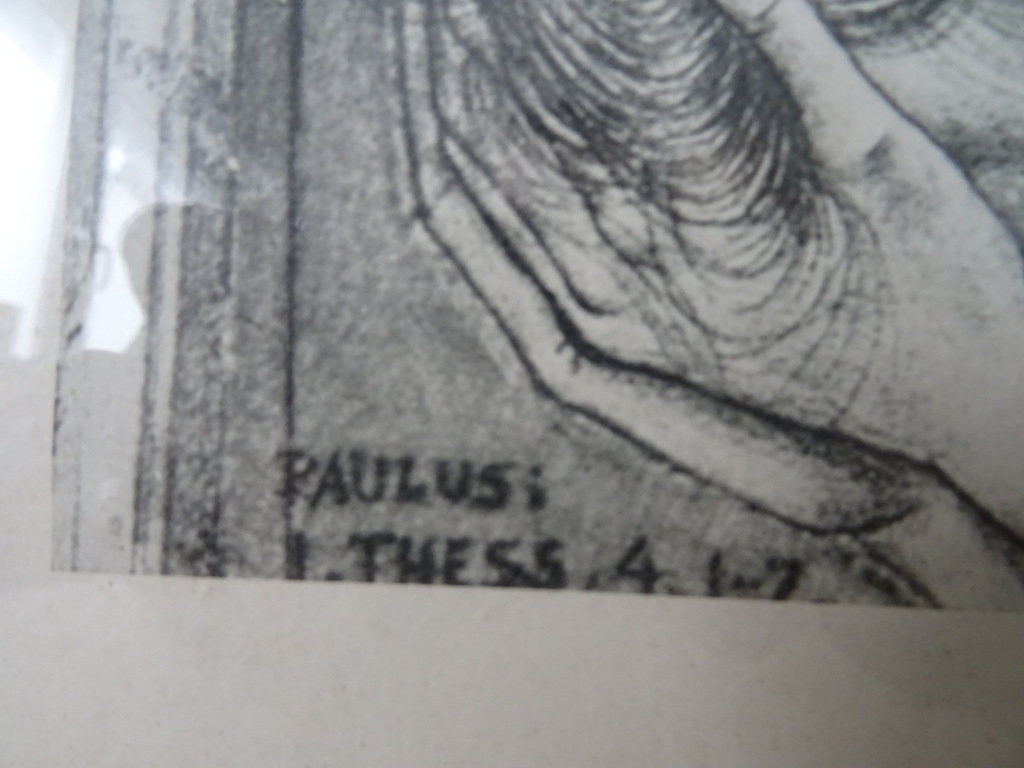 PAULUS:
I. THESS. 4. 1-7